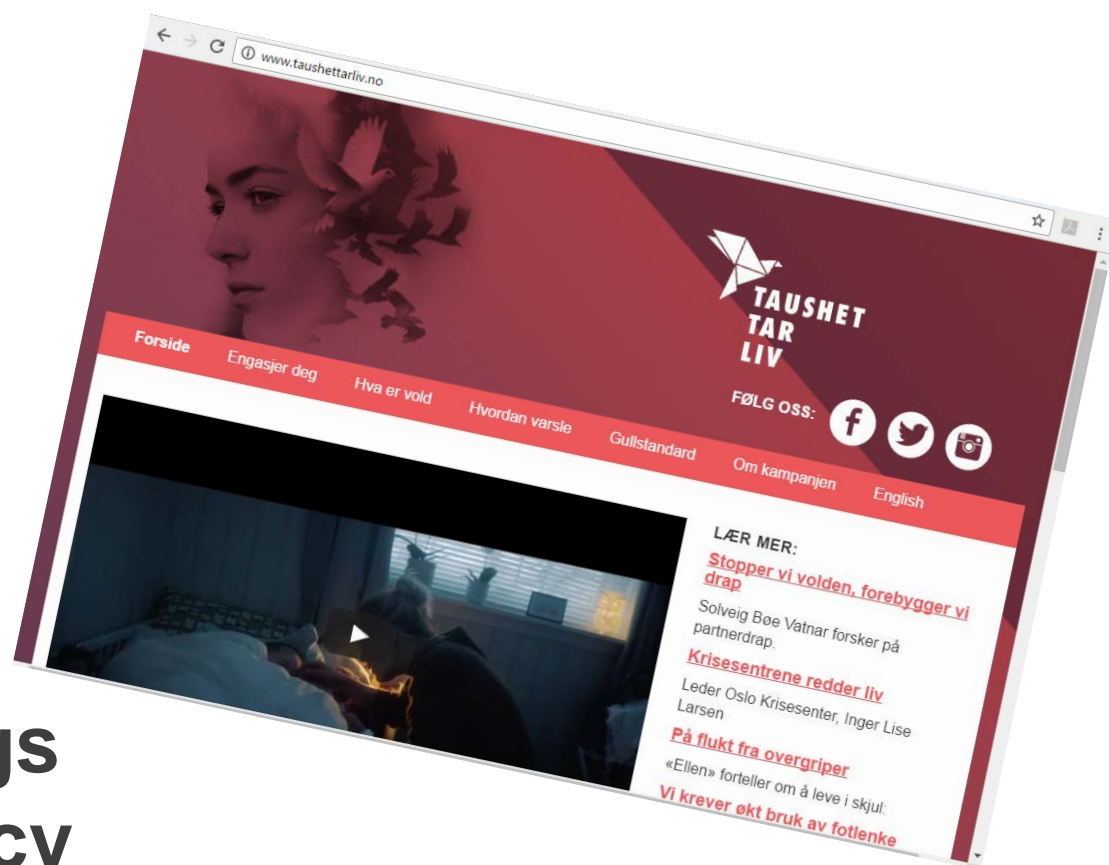 www.taushettarliv.no
TAUSHET
TAR
LIV
FØLG OSS:
Forside Engasjer deg Hva er vold Hvordan varsle Gullstandard Om kampanjen English
LÆR MER:
Stopper vi volden, forebygger vi
drap
Solveig Bøe Vatnar forsker på
partnerdrap.
Krisesentrene redder liv
Leder Oslo Krisesenter, Inger Lise
Larsen
På flukt fra overgriper
«Ellen» forteller om å leve i skjul:
Vi krever økt bruk av fotlenke
gs
cy